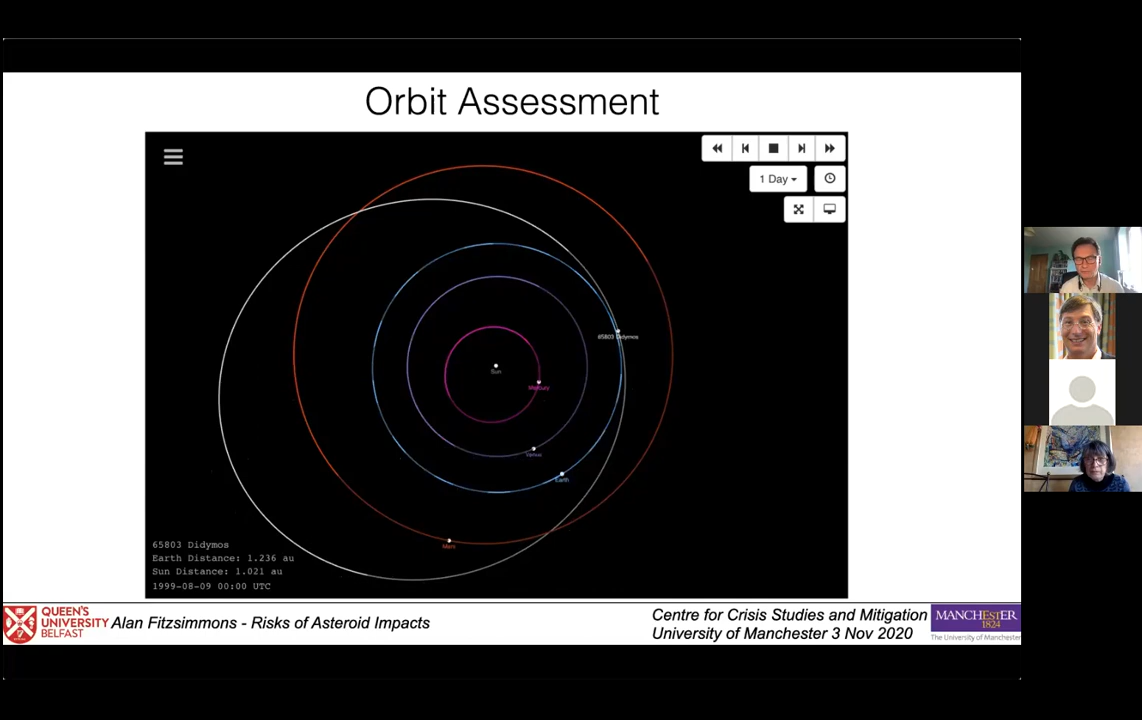 Orbit Assessment
1 Day
65803 Didymos
Sun
Mercury
Venus
Earth
Mars
65803 Didymos
Earth Distance: 1.236 au
Sun Distance: 1.021 au
1999-08-09 00:00 UTC
QUEEN'S
UNIVERSITY
BELFAST
Alan Fitzsimmons - Risks of Asteroid Impacts
Centre for Crisis Studies and Mitigation
University of Manchester 3 Nov 2020
MANCHESTER
1824
The University of Manchester